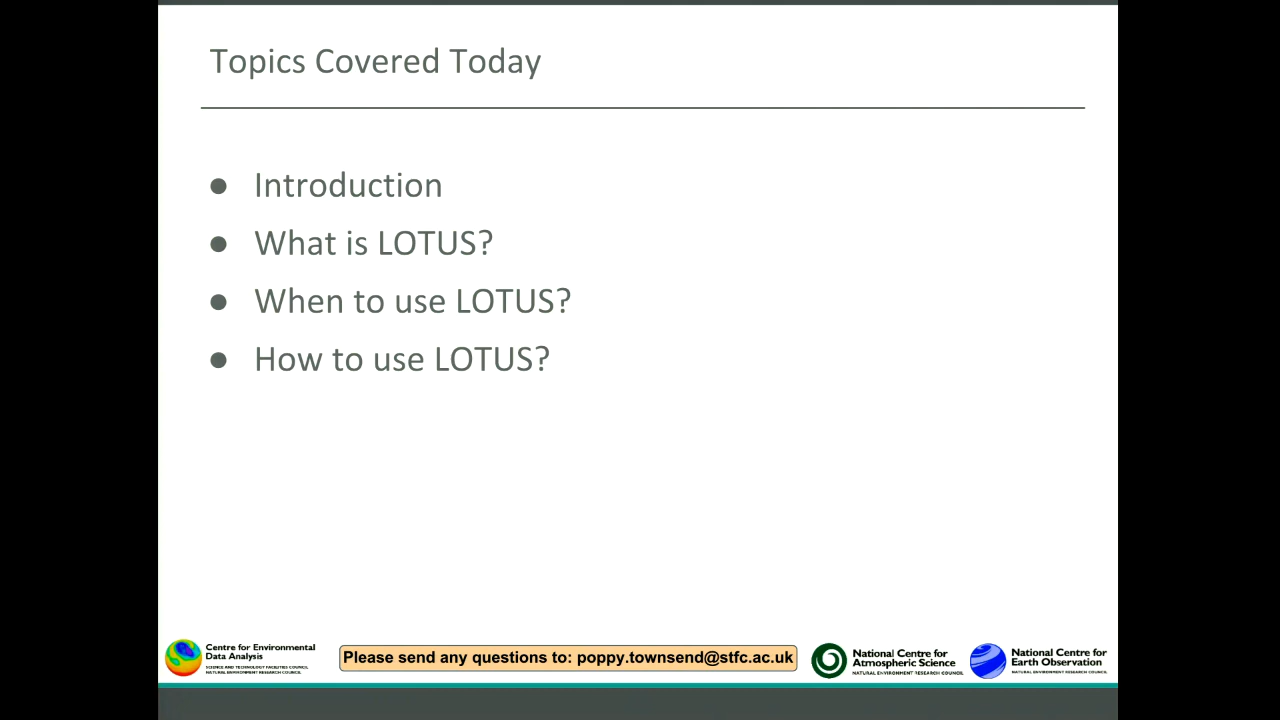 Topics Covered Today
● Introduction
● What is LOTUS?
● When to use LOTUS?
● How to use LOTUS?
Centre for Environmental
Data Analysis
SCIENCE AND TECHNOLOGY FACILITIES COUNCIL
NATURAL ENVIRONMENT RESEARCH COUNCIL
Please send any questions to: poppy.townsend@stfc.ac.uk
National Centre for
Atmospheric Science
NATURAL ENVIRONMENT RESEARCH COUNCIL
National Centre for
Earth Observation
NATURAL ENVIRONMENT RESEARCH COUNCIL